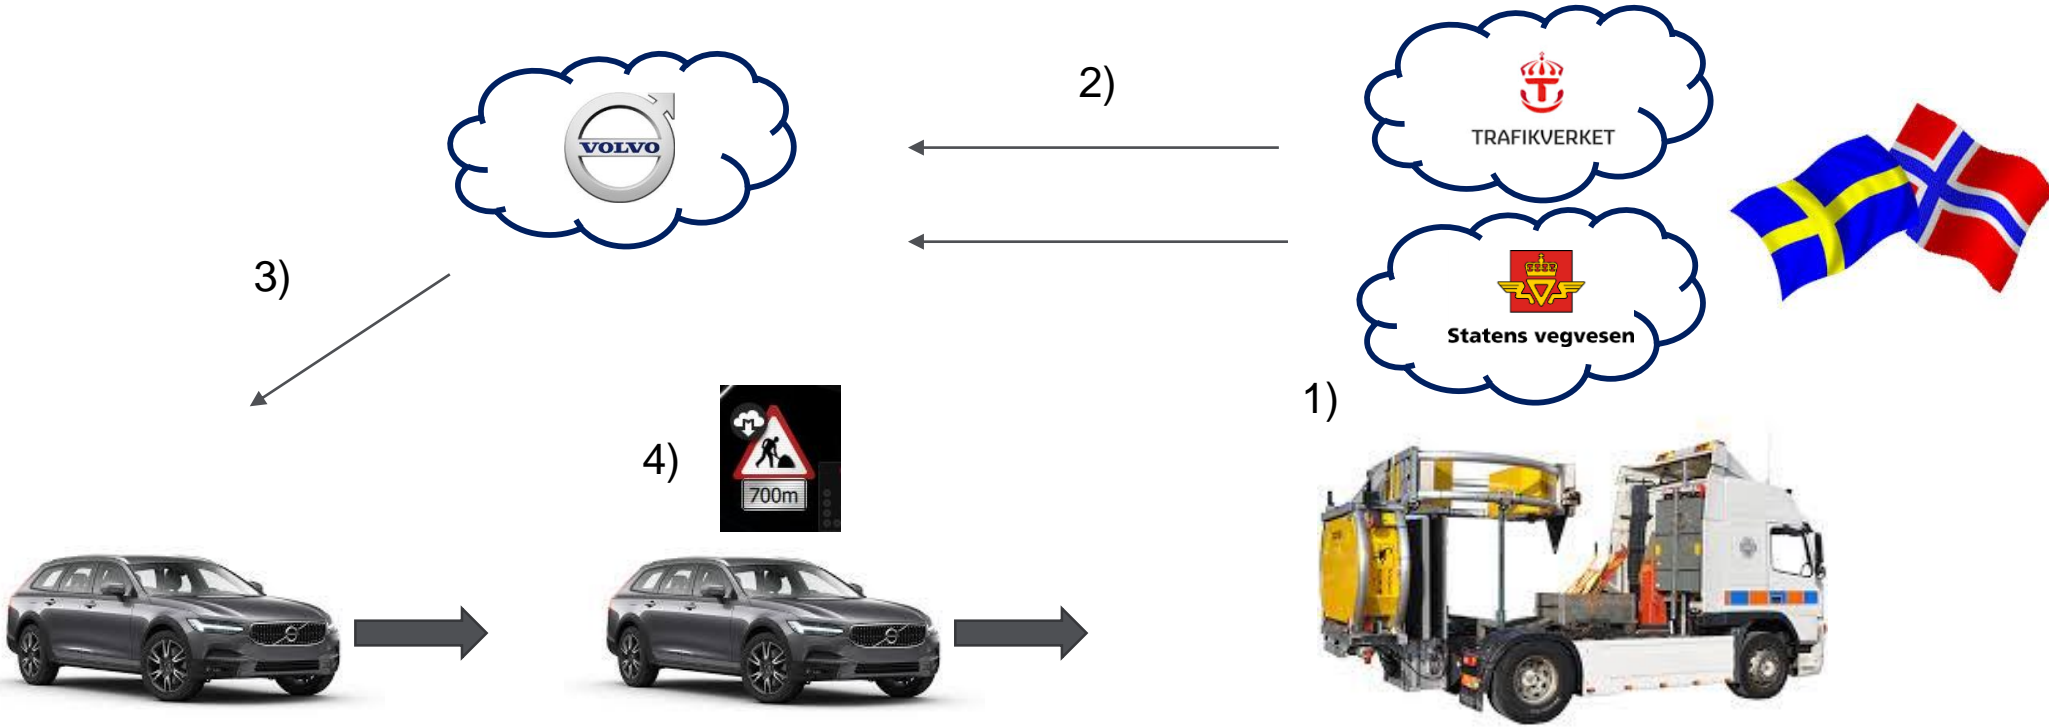 2)
VOLVO
TRAFIKVERKET
3)
Statens vegvesen
1)
4)
700m